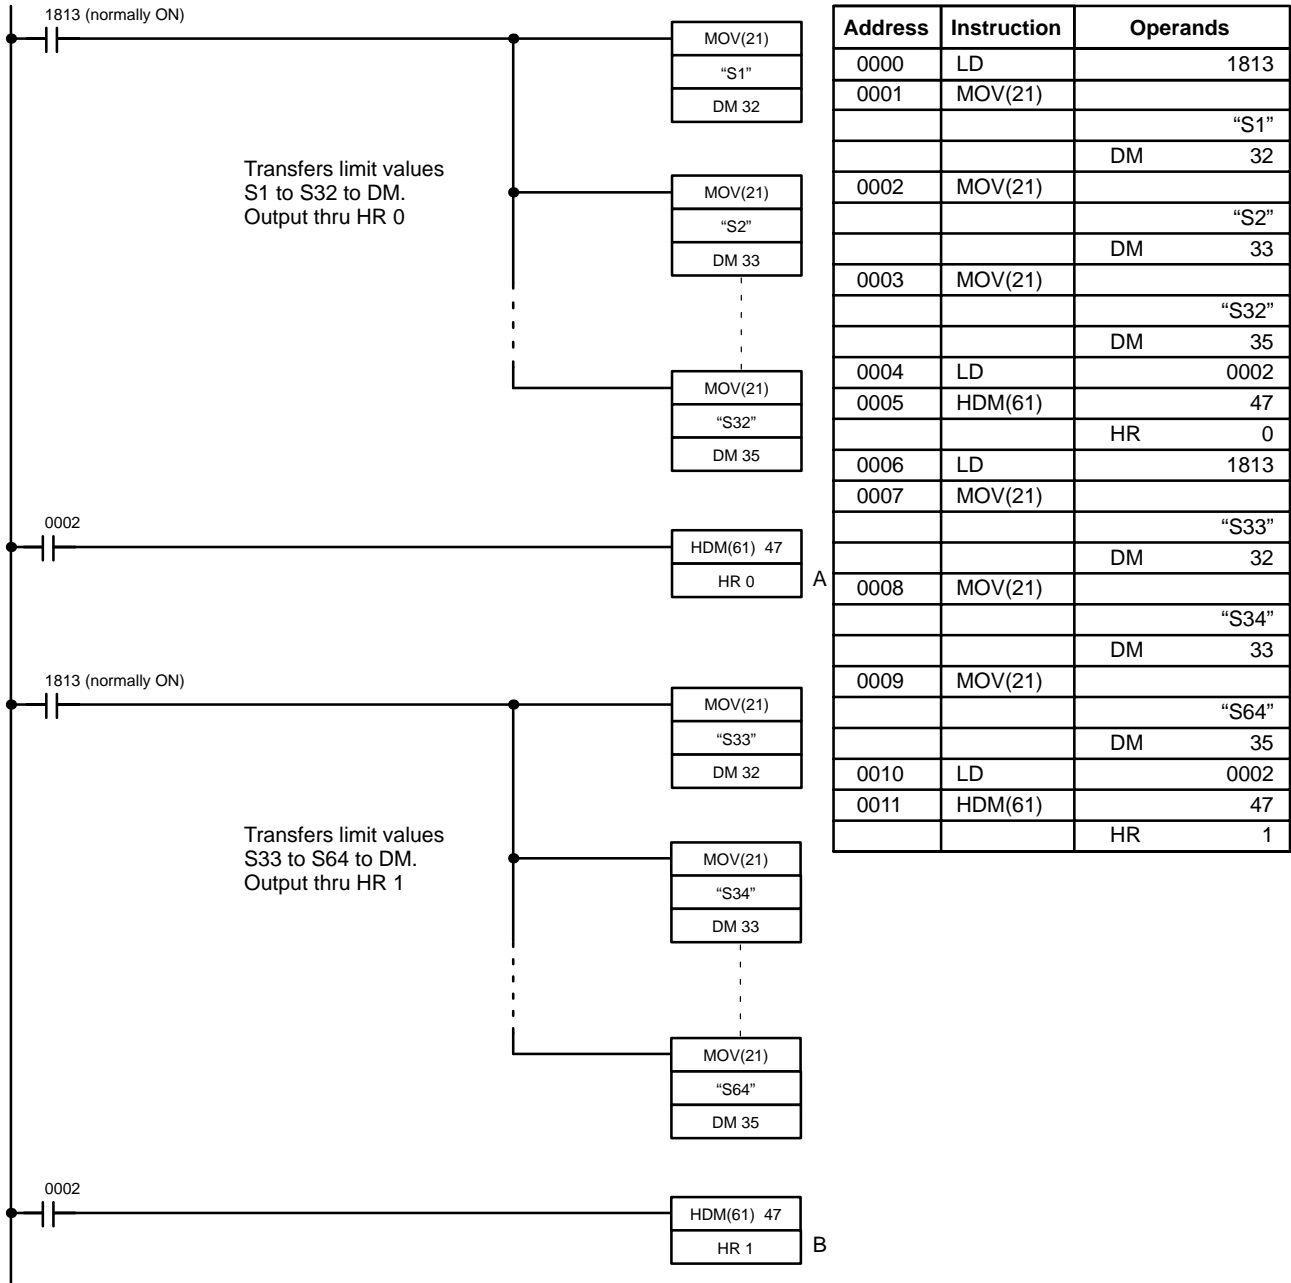 1813 (normally ON)
MOV(21)
“S1”
DM 32
Transfers limit values
S1 to S32 to DM.
Output thru HR 0
MOV(21)
“S2”
DM 33
MOV(21)
“S32”
DM 35
0002
HDM(61) 47
HR 0
A
1813 (normally ON)
MOV(21)
“S33”
DM 32
Transfers limit values
S33 to S64 to DM.
Output thru HR 1
MOV(21)
“S34”
DM 33
MOV(21)
“S64”
DM 35
0002
HDM(61) 47
HR 1
B
Address Instruction Operands
0000 LD 1813
0001 MOV(21)
“S1”
DM 32
0002 MOV(21)
“S2”
DM 33
0003 MOV(21)
“S32”
DM 35
0004 LD 0002
0005 HDM(61) 47
HR 0
0006 LD 1813
0007 MOV(21)
“S33”
DM 32
0008 MOV(21)
“S34”
DM 33
0009 MOV(21)
“S64”
DM 35
0010 LD 0002
0011 HDM(61) 47
HR 1